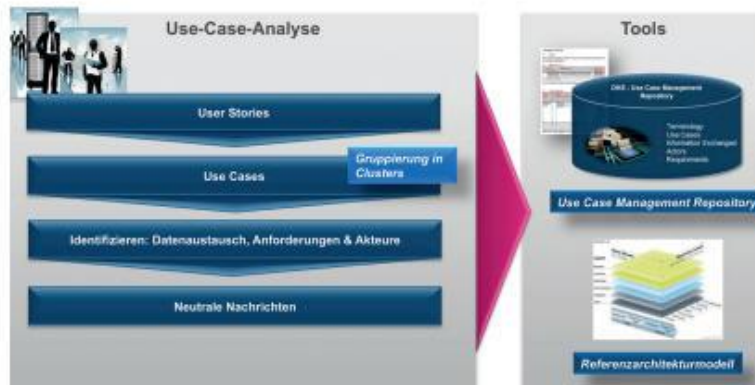 Use-Case-Analyse
User Stories
Gruppierung in
Clusters
Use Cases
Identifizieren: Datenaustausch, Anforderungen & Akteure
Neutrale Nachrichten
Tools
DKE - Use Case Management
Repository
Terminology
Use Cases
Information Exchanged
Actors
Requirements
Use Case Management Repository
Referenzarchitekturmodell